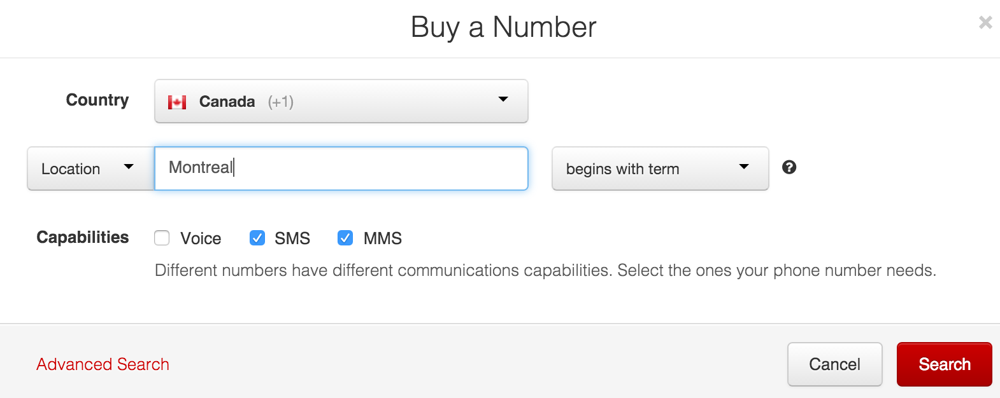 Buy a Number
×
Country Canada (+1)
Location Montreal begins with term ?
Capabilities Voice SMS MMS
Different numbers have different communications capabilities. Select the ones your phone number needs.
Advanced Search Cancel Search